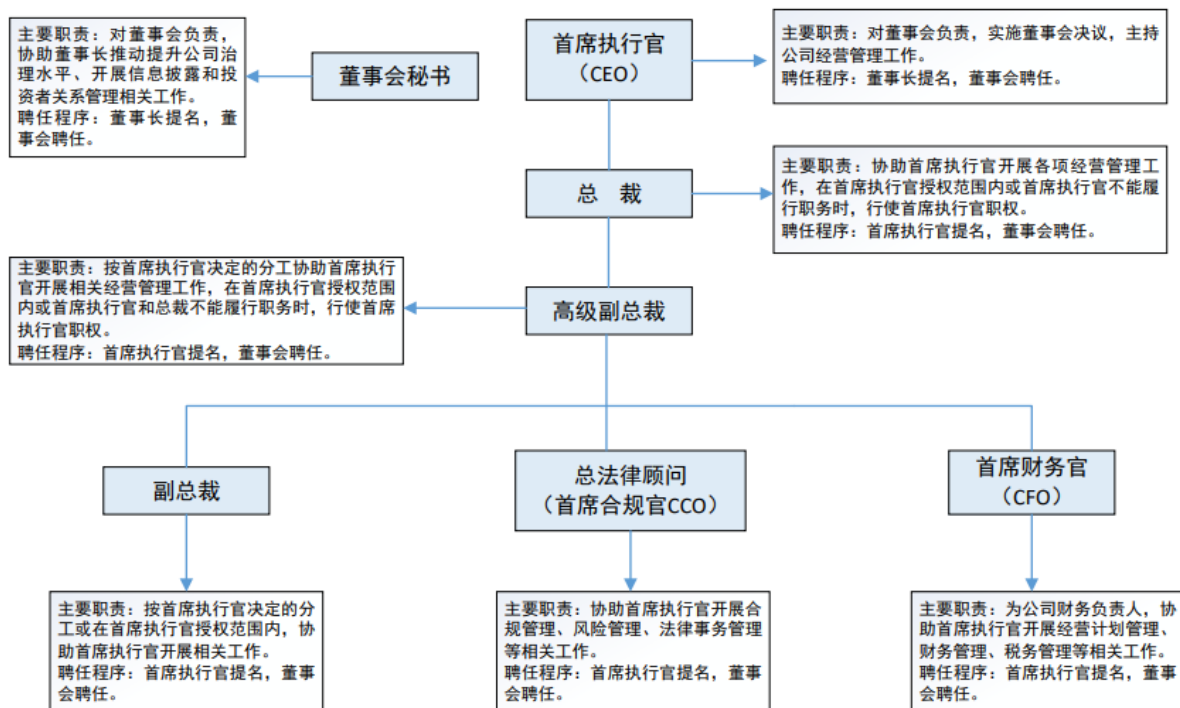 主要职责：对董事会负责，
协助董事长推动提升公司治
理水平、开展信息披露和投
资者关系管理相关工作。
聘任程序：董事长提名，董
事会聘任。
董事会秘书
首席执行官
（CEO）
主要职责：对董事会负责，实施董事会决议，主持
公司经营管理工作。
聘任程序：董事长提名，董事会聘任。
总 裁
主要职责：协助首席执行官开展各项经营管理工
作，在首席执行官授权范围内或首席执行官不能履
行职务时，行使首席执行官职权。
聘任程序：首席执行官提名，董事会聘任。
主要职责：按首席执行官决定的分工协助首席执行
官开展相关经营管理工作，在首席执行官授权范围
内或首席执行官和总裁不能履行职务时，行使首席
执行官职权。
聘任程序：首席执行官提名，董事会聘任。
高级副总裁
副总裁
总法律顾问
（首席合规官CCO）
首席财务官
（CFO）
主要职责：按首席执行官决定的分
工或在首席执行官授权范围内，协
助首席执行官开展相关工作。
聘任程序：首席执行官提名，董事
会聘任。
主要职责：协助首席执行官开展合
规管理、风险管理、法律事务管理
等相关工作。
聘任程序：首席执行官提名，董事
会聘任。
主要职责：为公司财务负责人，协
助首席执行官开展经营计划管理、
财务管理、税务管理等相关工作。
聘任程序：首席执行官提名，董事
会聘任。